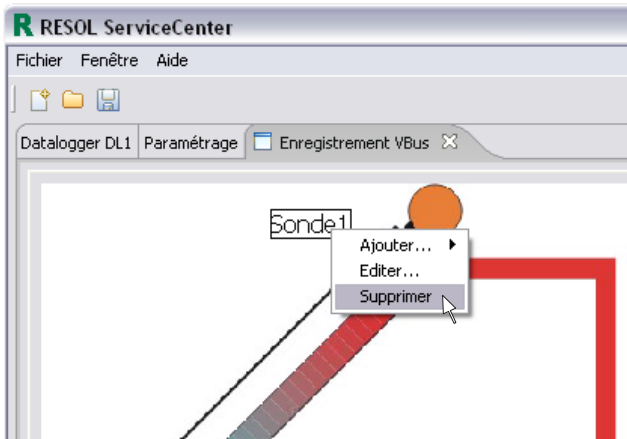 RESOL ServiceCenter
Fichier Fenêtre Aide
Datalogger DL1 Paramétrage Enregistrement VBus
Sonde1
Ajouter...
Editer...
Supprimer